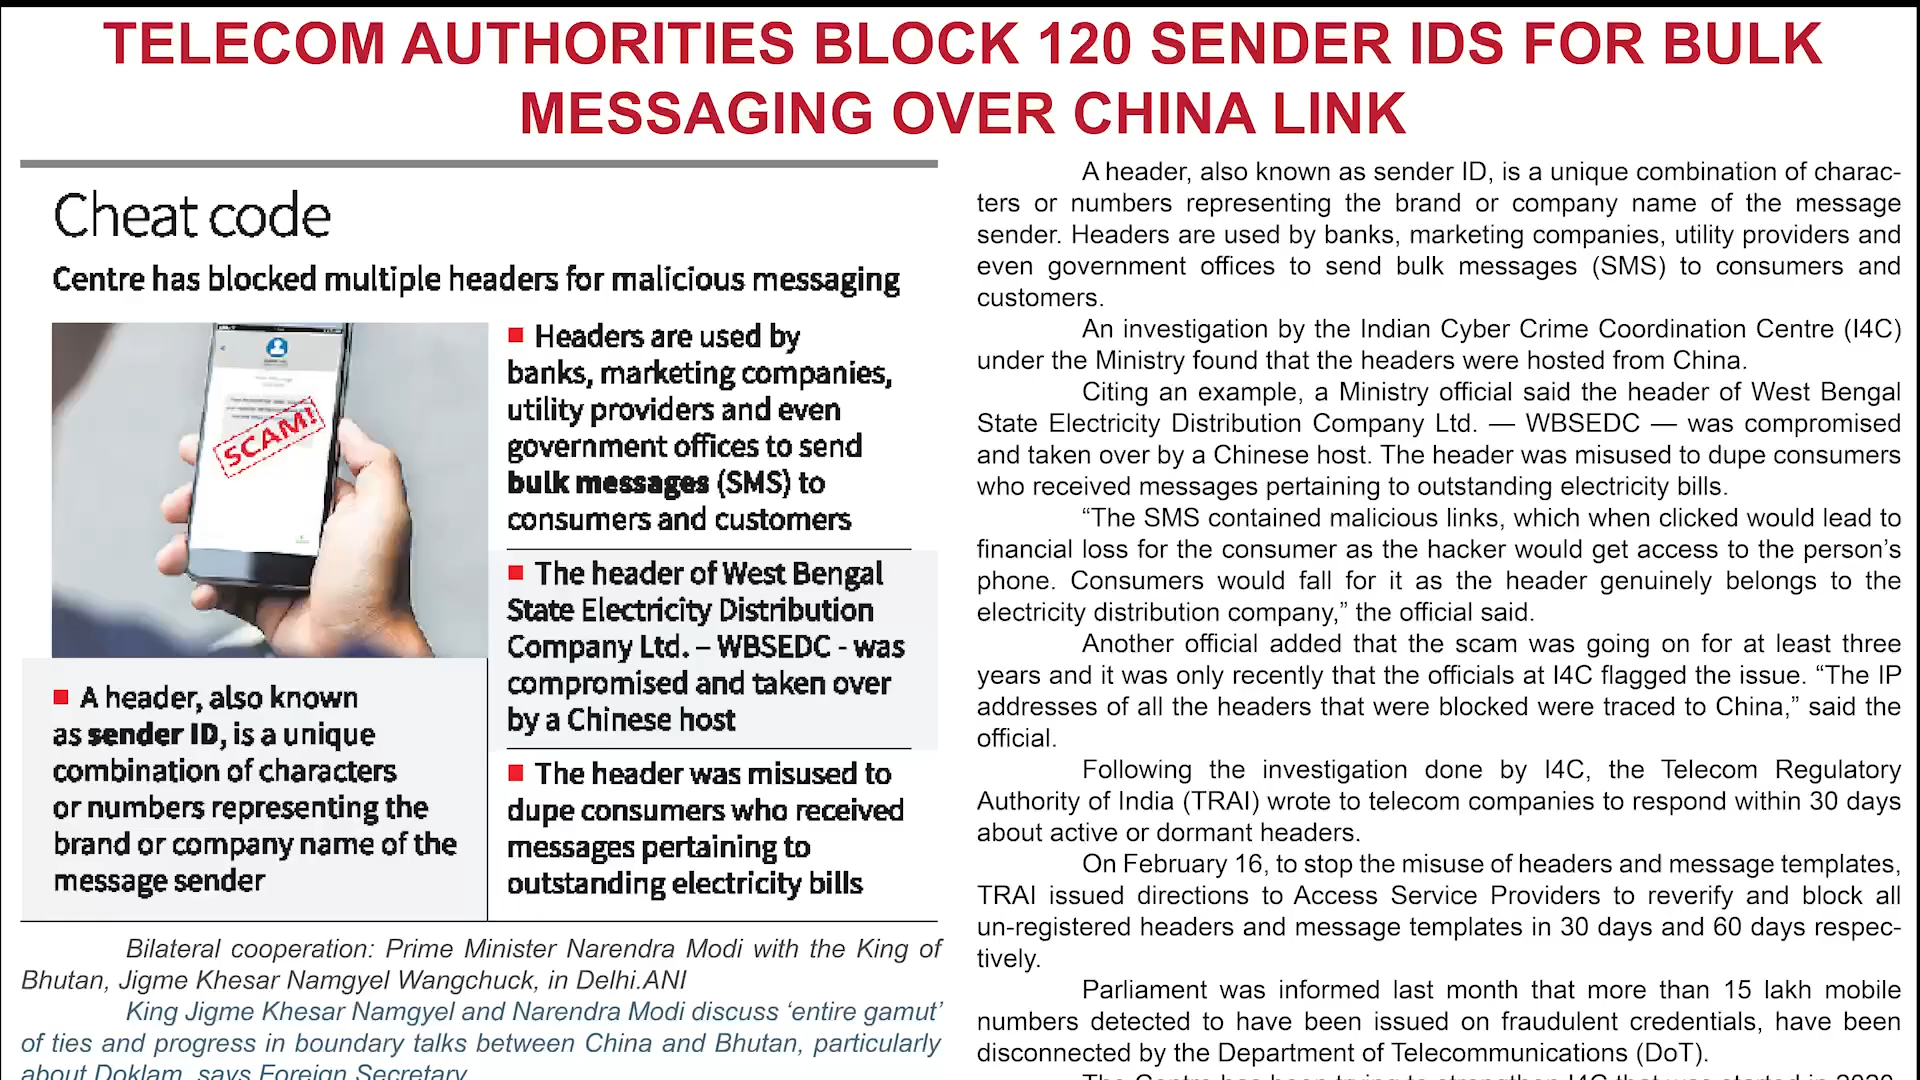 TELECOM AUTHORITIES BLOCK 120 SENDER IDS FOR BULK
MESSAGING OVER CHINA LINK
Cheat code
Centre has blocked multiple headers for malicious messaging
SCAM!
■ A header, also known
as sender ID, is a unique
combination of characters
or numbers representing the
brand or company name of the
message sender
■ Headers are used by
banks, marketing companies,
utility providers and even
government offices to send
bulk messages (SMS) to
consumers and customers
■ The header of West Bengal
State Electricity Distribution
Company Ltd. – WBSEDC - was
compromised and taken over
by a Chinese host
■ The header was misused to
dupe consumers who received
messages pertaining to
outstanding electricity bills
Bilateral cooperation: Prime Minister Narendra Modi with the King of
Bhutan, Jigme Khesar Namgyel Wangchuck, in Delhi.ANI
King Jigme Khesar Namgyel and Narendra Modi discuss ‘entire gamut’
of ties and progress in boundary talks between China and Bhutan, particularly
about Doklam, says Foreign Secretary
A header, also known as sender ID, is a unique combination of charac-
ters or numbers representing the brand or company name of the message
sender. Headers are used by banks, marketing companies, utility providers and
even government offices to send bulk messages (SMS) to consumers and
customers.
An investigation by the Indian Cyber Crime Coordination Centre (I4C)
under the Ministry found that the headers were hosted from China.
Citing an example, a Ministry official said the header of West Bengal
State Electricity Distribution Company Ltd. — WBSEDC — was compromised
and taken over by a Chinese host. The header was misused to dupe consumers
who received messages pertaining to outstanding electricity bills.
“The SMS contained malicious links, which when clicked would lead to
financial loss for the consumer as the hacker would get access to the person’s
phone. Consumers would fall for it as the header genuinely belongs to the
electricity distribution company,” the official said.
Another official added that the scam was going on for at least three
years and it was only recently that the officials at I4C flagged the issue. “The IP
addresses of all the headers that were blocked were traced to China,” said the
official.
Following the investigation done by I4C, the Telecom Regulatory
Authority of India (TRAI) wrote to telecom companies to respond within 30 days
about active or dormant headers.
On February 16, to stop the misuse of headers and message templates,
TRAI issued directions to Access Service Providers to reverify and block all
un-registered headers and message templates in 30 days and 60 days respec-
tively.
Parliament was informed last month that more than 15 lakh mobile
numbers detected to have been issued on fraudulent credentials, have been
disconnected by the Department of Telecommunications (DoT).
The Centre has been trying to strengthen I4C that was started in 2020